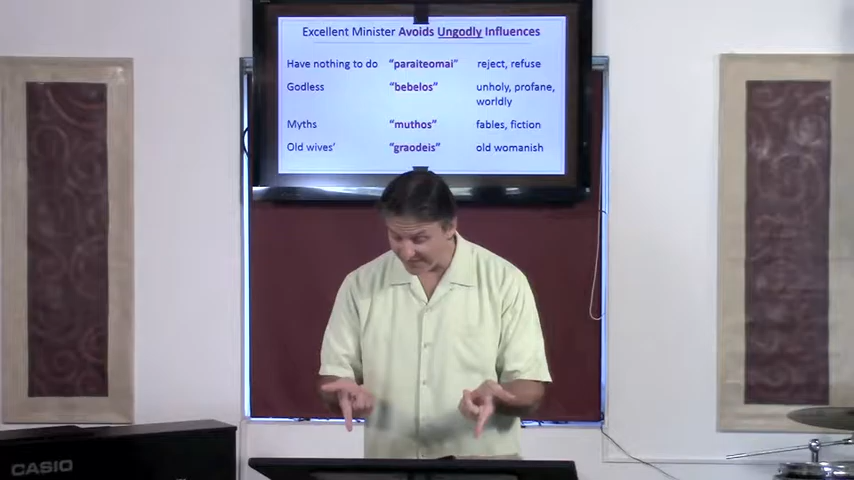 Excellent Minister Avoids Ungodly Influences
Have nothing to do "paraiteomai" reject, refuse
Godless "bebelos" unholy, profane,
worldly
Myths "muthos" fables, fiction
Old wives' "graodeis" old womanish
CASIO